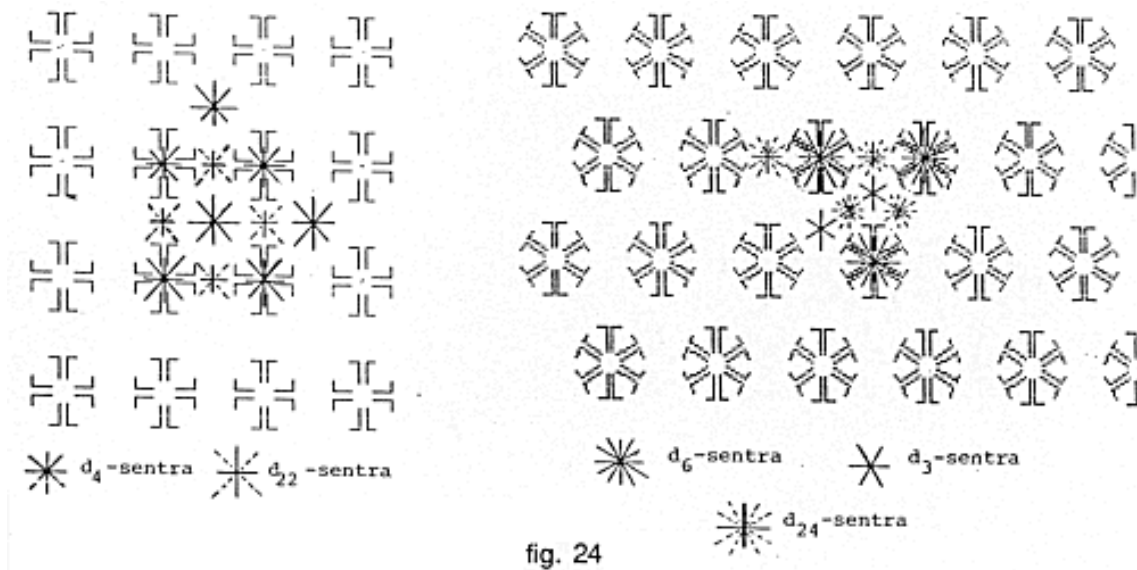 d4-sentra d22-sentra
d6-sentra d3-sentra
d24-sentra
fig. 24